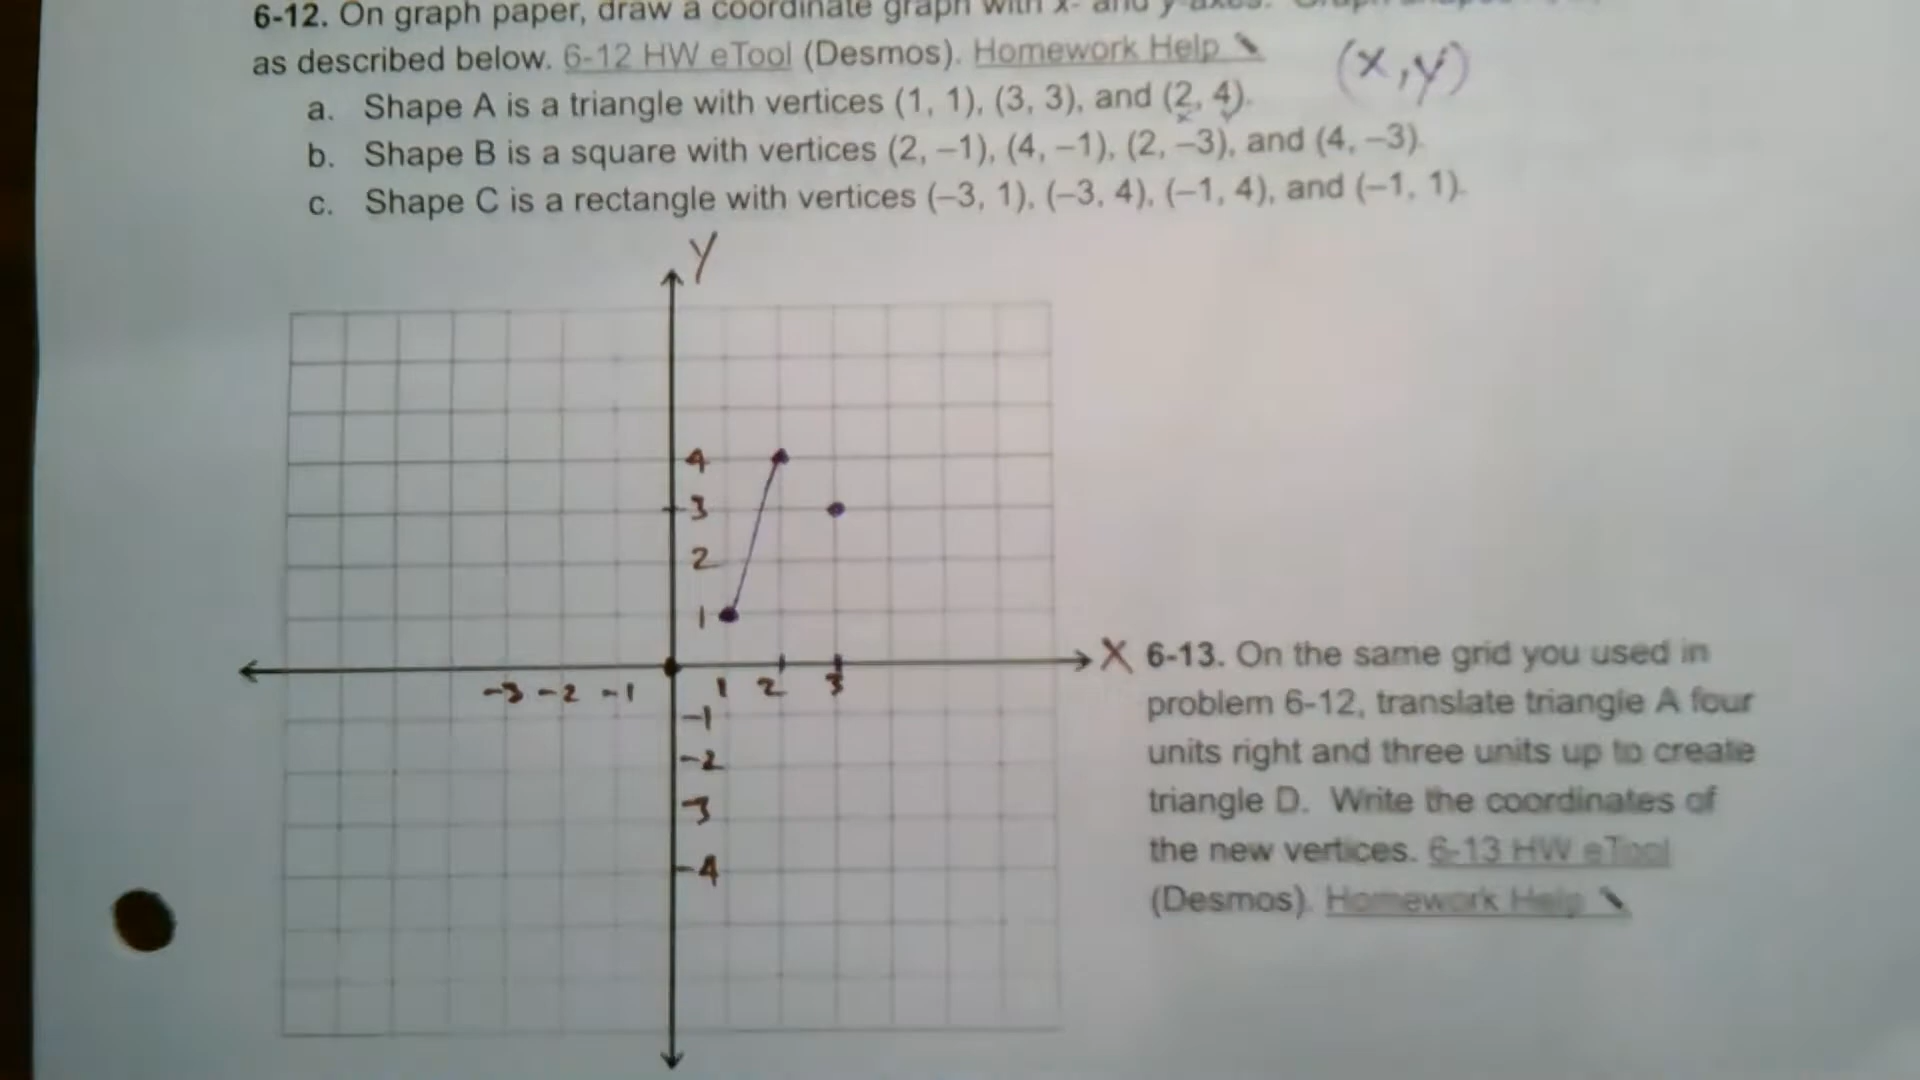 6-12. On graph paper, draw a coordinate graph with x- and y-axes. Graph
as described below. 6-12 HW eTool (Desmos). Homework Help
(x,y)
a. Shape A is a triangle with vertices (1, 1), (3, 3), and (2, 4).
x y
b. Shape B is a square with vertices (2, −1), (4, −1), (2, −3), and (4, −3).
c. Shape C is a rectangle with vertices (−3, 1), (−3, 4), (−1, 4), and (−1, 1).
Y
4
3
2
1
X
-3 -2 -1 1 2 3
-1
-2
-3
-4
6-13. On the same grid you used in
problem 6-12, translate triangle A four
units right and three units up to create
triangle D. Write the coordinates of
the new vertices. 6-13 HW eTool
(Desmos). Homework Help